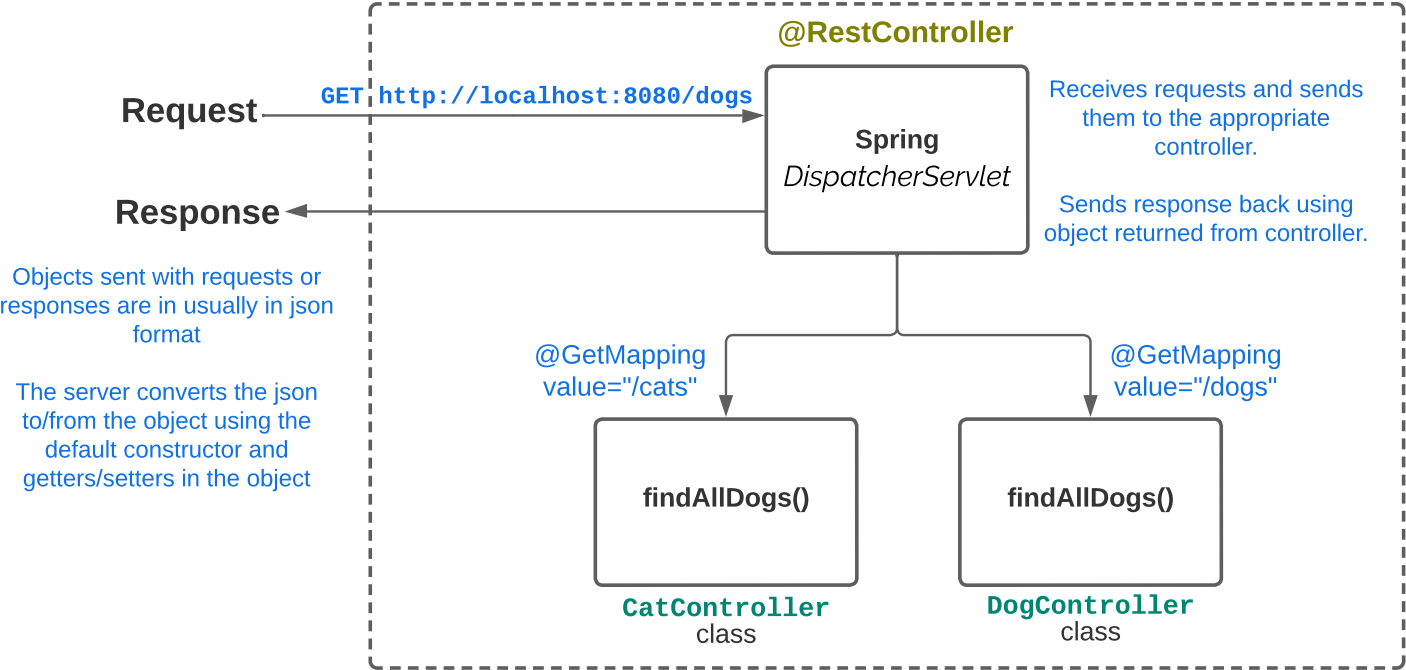 @RestController
GET http://localhost:8080/dogs
Request
Response
Spring
DispatcherServlet
Receives requests and sends
them to the appropriate
controller.
Sends response back using
object returned from controller.
Objects sent with requests or
responses are in usually in json
format
The server converts the json
to/from the object using the
default constructor and
getters/setters in the object
@GetMapping
value="/cats"
@GetMapping
value="/dogs"
findAllDogs()
findAllDogs()
CatController
class
DogController
class